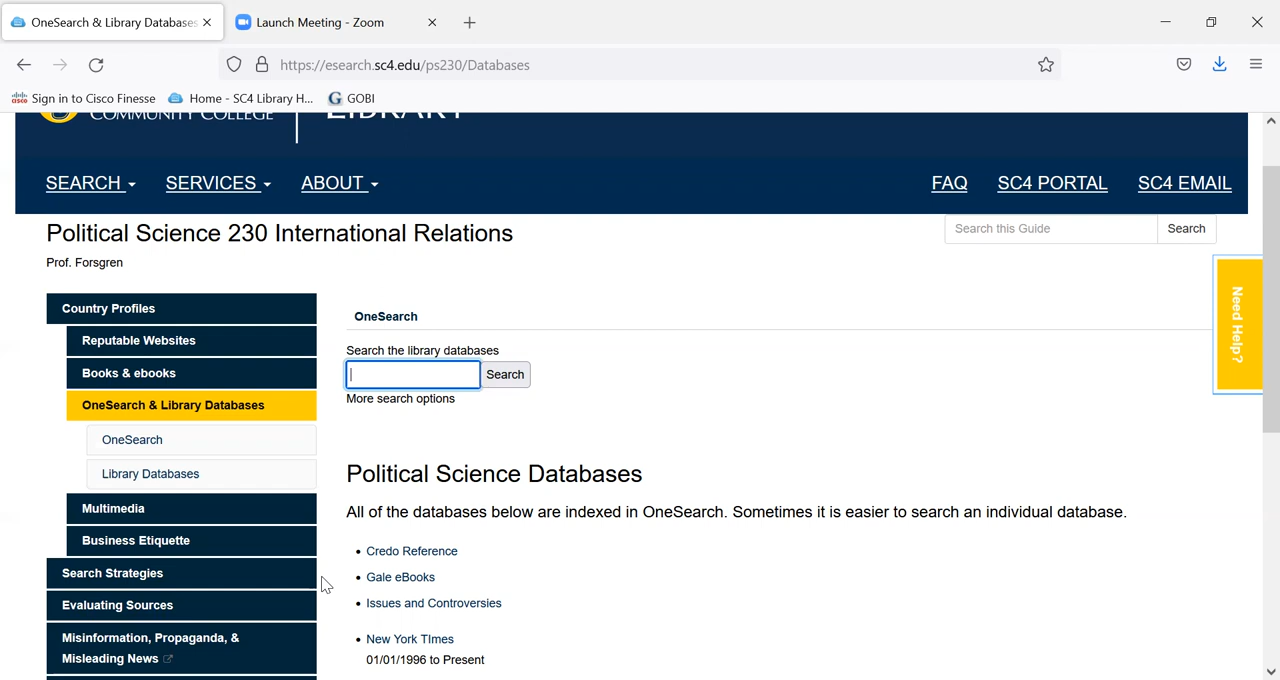 OneSearch & Library Databases
Launch Meeting - Zoom
https://esearch.sc4.edu/ps230/Databases
Sign in to Cisco Finesse
Home - SC4 Library H...
GOBI
COMMUNITY COLLEGE
LIBRARY
SEARCH
SERVICES
ABOUT
FAQ
SC4 PORTAL
SC4 EMAIL
Political Science 230 International Relations
Search this Guide
Search
Prof. Forsgren
Need Help?
Country Profiles
Reputable Websites
Books & ebooks
OneSearch & Library Databases
OneSearch
Library Databases
Multimedia
Business Etiquette
Search Strategies
Evaluating Sources
Misinformation, Propaganda, &
Misleading News
OneSearch
Search the library databases
Search
More search options
Political Science Databases
All of the databases below are indexed in OneSearch. Sometimes it is easier to search an individual database.
• Credo Reference
• Gale eBooks
• Issues and Controversies
• New York TImes
01/01/1996 to Present